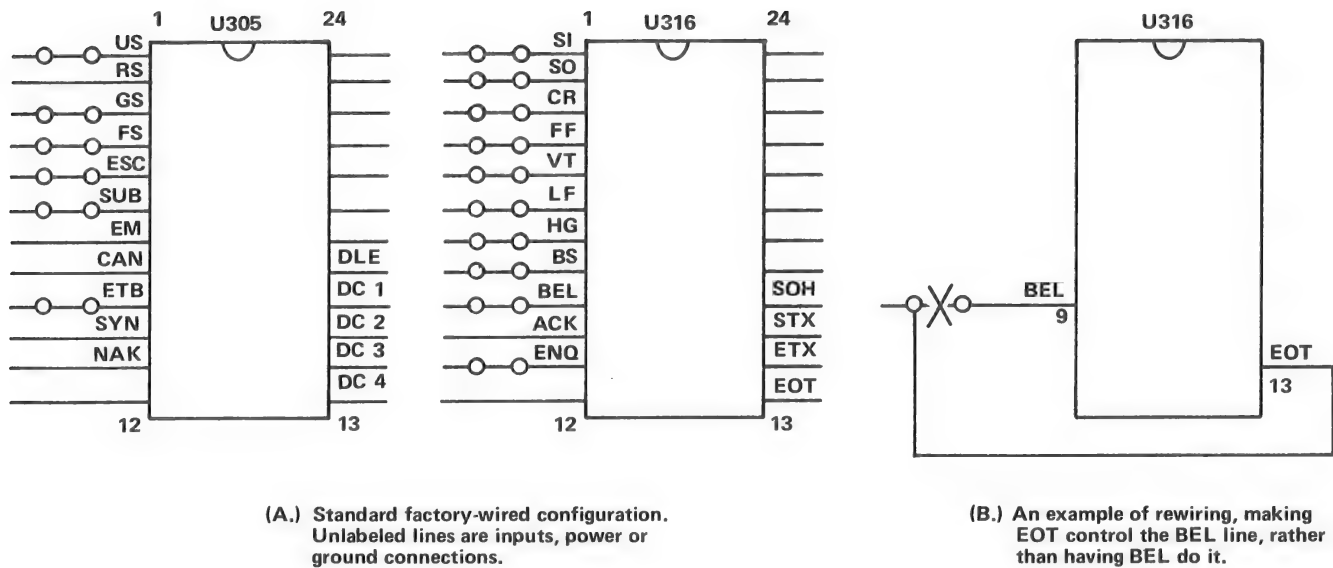 1 U305 24
US
RS
GS
FS
ESC
SUB
EM
CAN DLE
ETB DC 1
SYN DC 2
NAK DC 3
DC 4
12 13
1 U316 24
SI
SO
CR
FF
VT
LF
HG
BS
BEL SOH
ACK STX
ENQ ETX
EOT
12 13
U316
BEL
9
EOT
13
(A.) Standard factory-wired configuration.
Unlabeled lines are inputs, power or
ground connections.
(B.) An example of rewiring, making
EOT control the BEL line, rather
than having BEL do it.